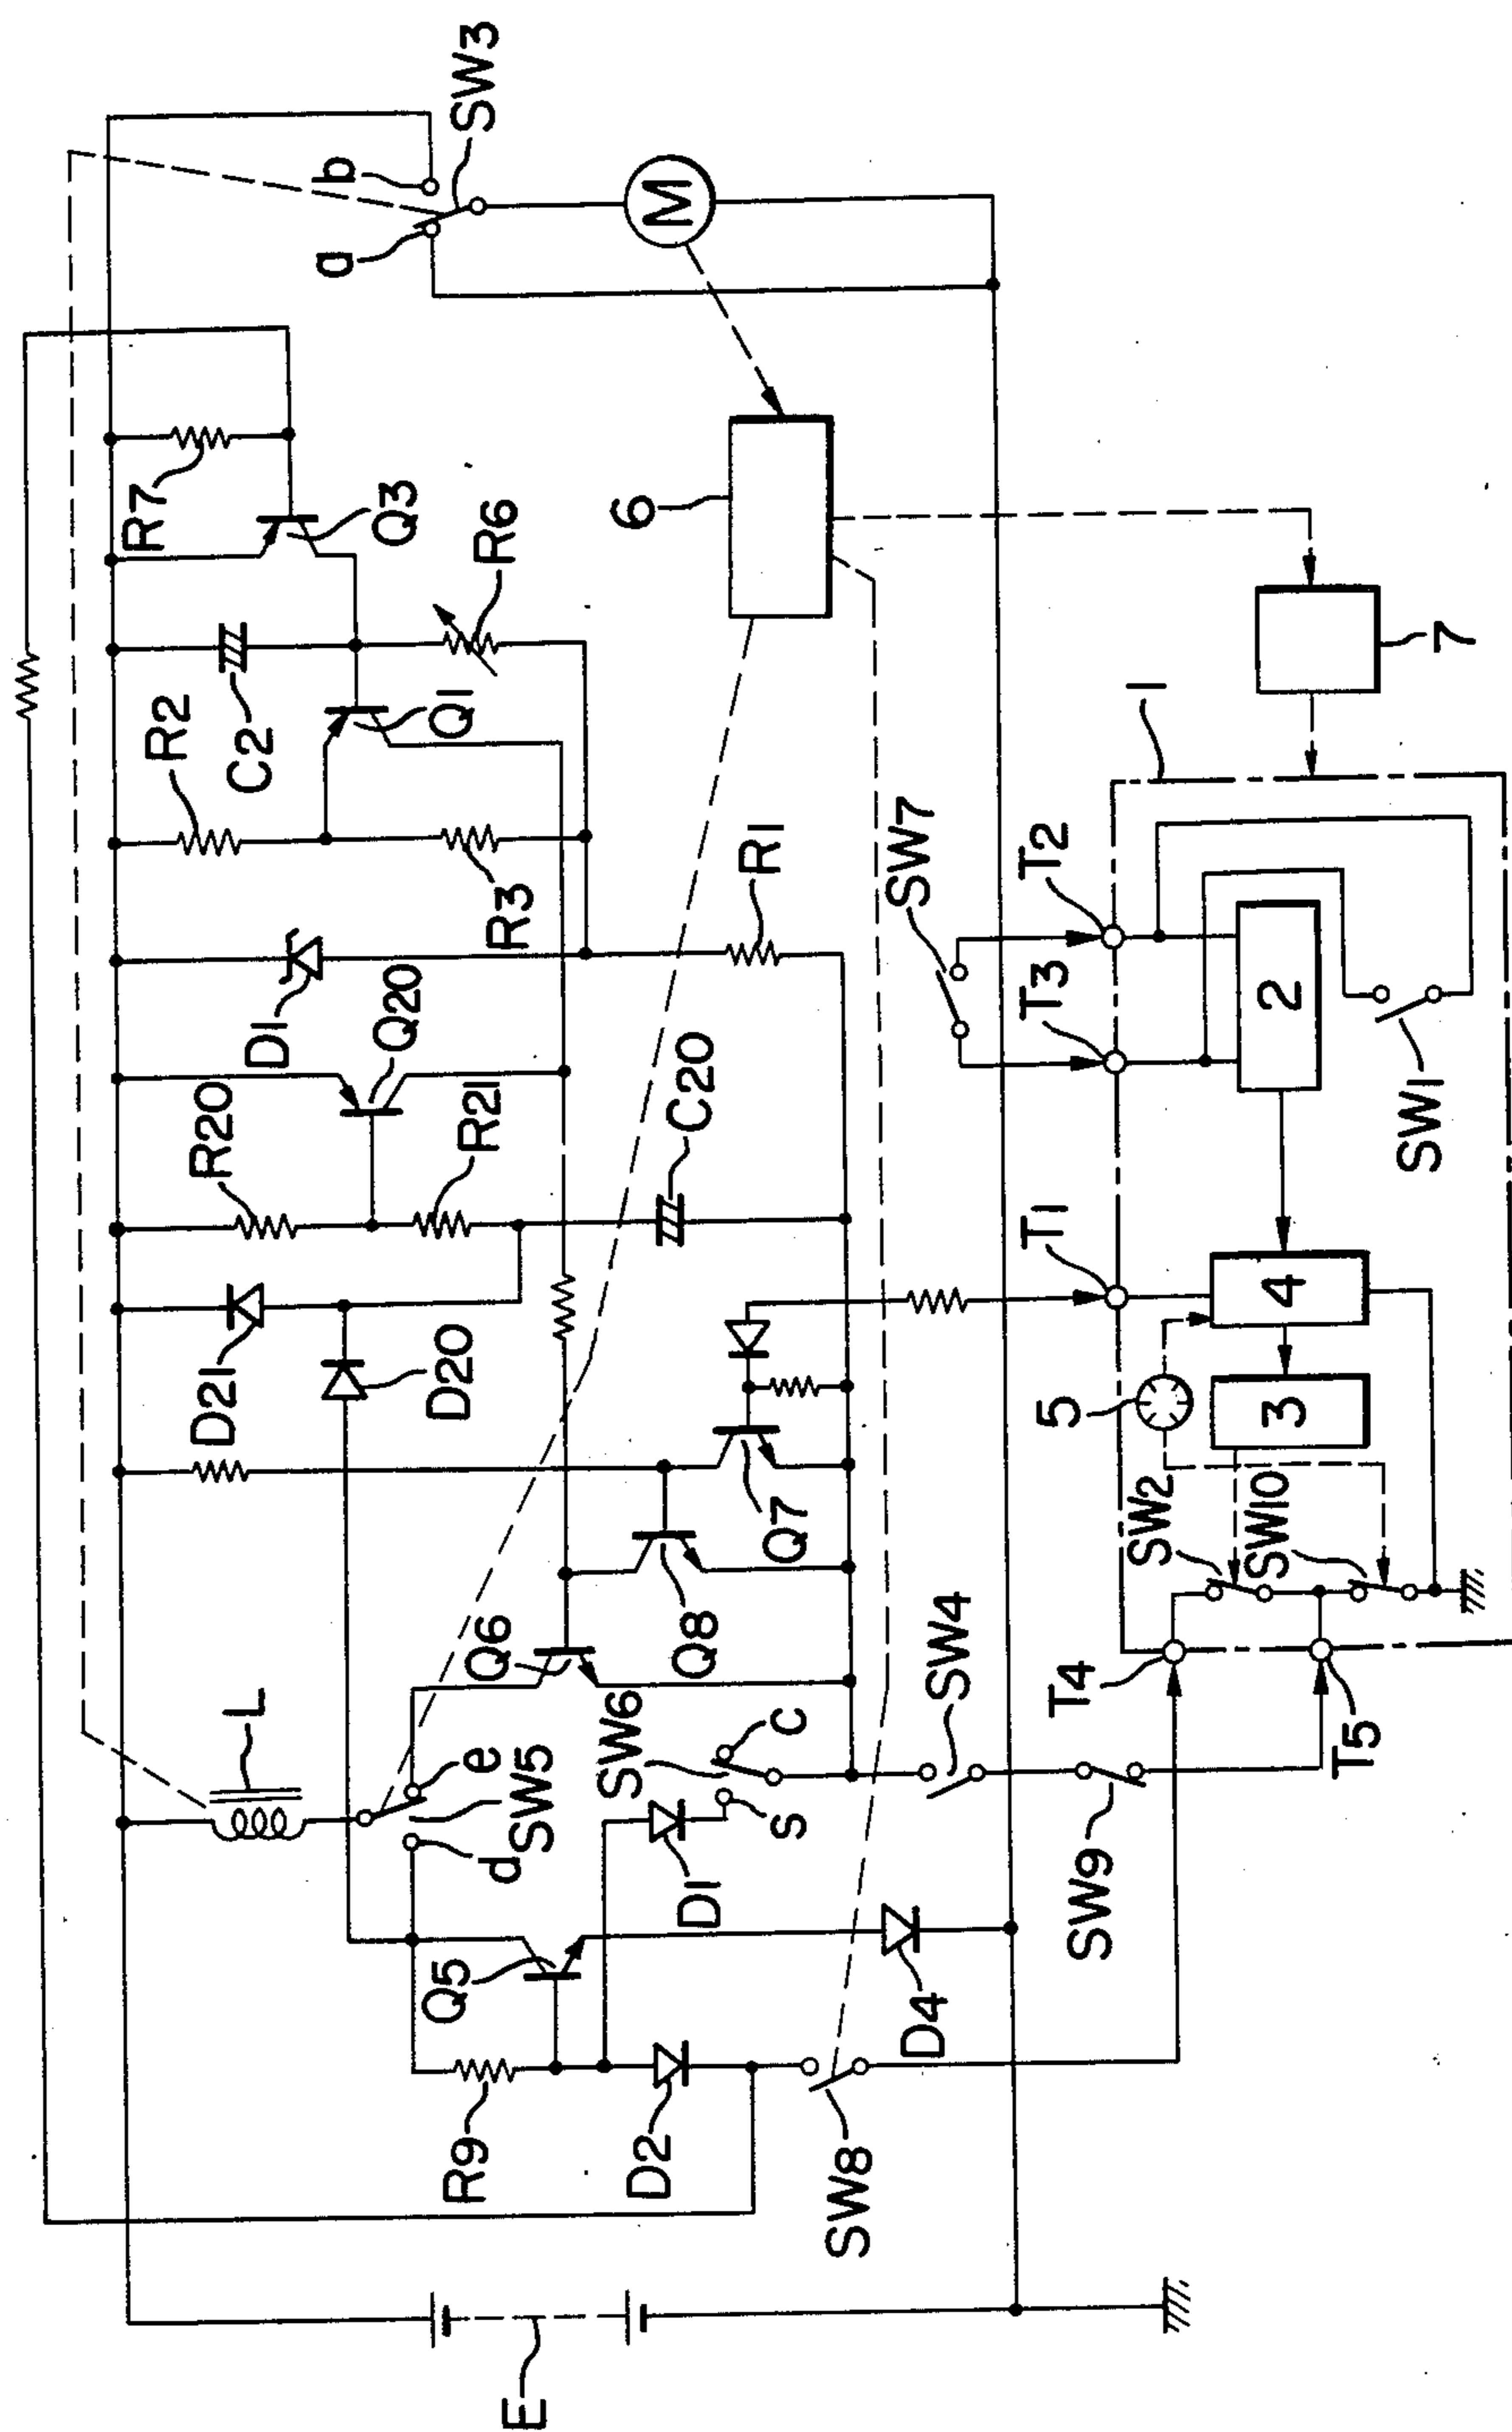 E
R9
D2
SW8
D4
Q5
D1
d
SW5
e
L
S
C
SW6
SW4
SW9
T4
T5
Q6
Q8
Q7
D21
D20
R20
R21
C20
Q20
D1
R1
R2
R3
C2
Q1
R6
R7
Q3
a
b
SW3
M
6
7
1
SW7
T1
T3
T2
2
4
3
5
SW2
SW10
SW1